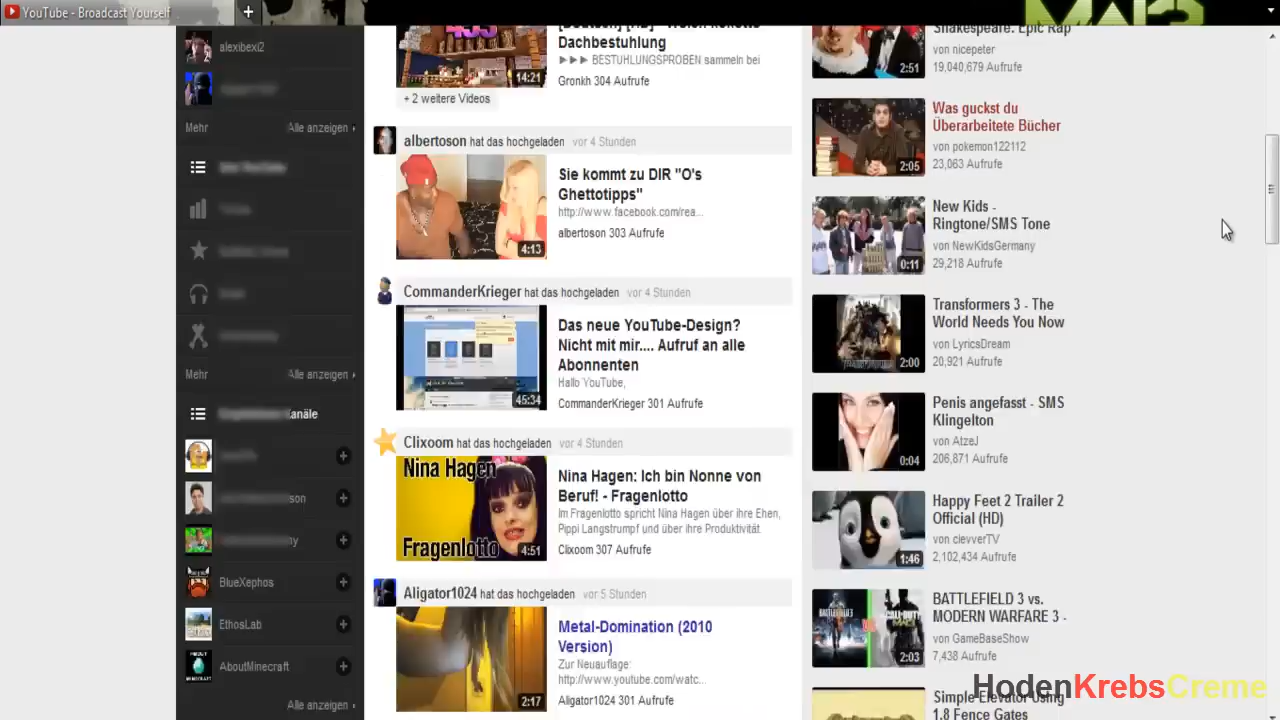 YouTube - Broadcast Yourself
+
MW3
alexibexi2
Mehr
Alle anzeigen
Mehr
Alle anzeigen
Kanäle
BlueXephos
EthosLab
AboutMinecraft
Alle anzeigen
Dachbestuhlung
►►► BESTUHLUNGSPROBEN sammeln bei
Gronkh 304 Aufrufe
14:21
+ 2 weitere Videos
albertoson hat das hochgeladen vor 4 Stunden
Sie kommt zu DIR "O's
Ghettotipps"
http://www.facebook.com/rea...
albertoson 303 Aufrufe
4:13
CommanderKrieger hat das hochgeladen vor 4 Stunden
Das neue YouTube-Design?
Nicht mit mir.... Aufruf an alle
Abonnenten
Hallo YouTube,
CommanderKrieger 301 Aufrufe
45:34
Clixoom hat das hochgeladen vor 4 Stunden
Nina Hagen
Fragenlotto
4:51
Nina Hagen: Ich bin Nonne von
Beruf! - Fragenlotto
Im Fragenlotto spricht Nina Hagen über ihre Ehen,
Pippi Langstrumpf und über ihre Produktivität.
Clixoom 307 Aufrufe
Aligator1024 hat das hochgeladen vor 5 Stunden
Metal-Domination (2010
Version)
Zur Neuauflage:
http://www.youtube.com/watc...
Aligator1024 301 Aufrufe
2:17
Shakespeare: Epic Rap
von nicepeter
19,040,679 Aufrufe
2:51
Was guckst du
Überarbeitete Bücher
von pokemon122112
23,063 Aufrufe
2:05
New Kids -
Ringtone/SMS Tone
von NewKidsGermany
29,218 Aufrufe
0:11
Transformers 3 - The
World Needs You Now
von LyricsDream
20,921 Aufrufe
2:00
Penis angefasst - SMS
Klingelton
von AtzeJ
206,871 Aufrufe
0:04
Happy Feet 2 Trailer 2
Official (HD)
von clevverTV
2,102,434 Aufrufe
1:46
BATTLEFIELD 3 vs.
MODERN WARFARE 3 -
von GameBaseShow
7,438 Aufrufe
2:03
Simple Elevator Using
1.8 Fence Gates
HodenKrebsCreme